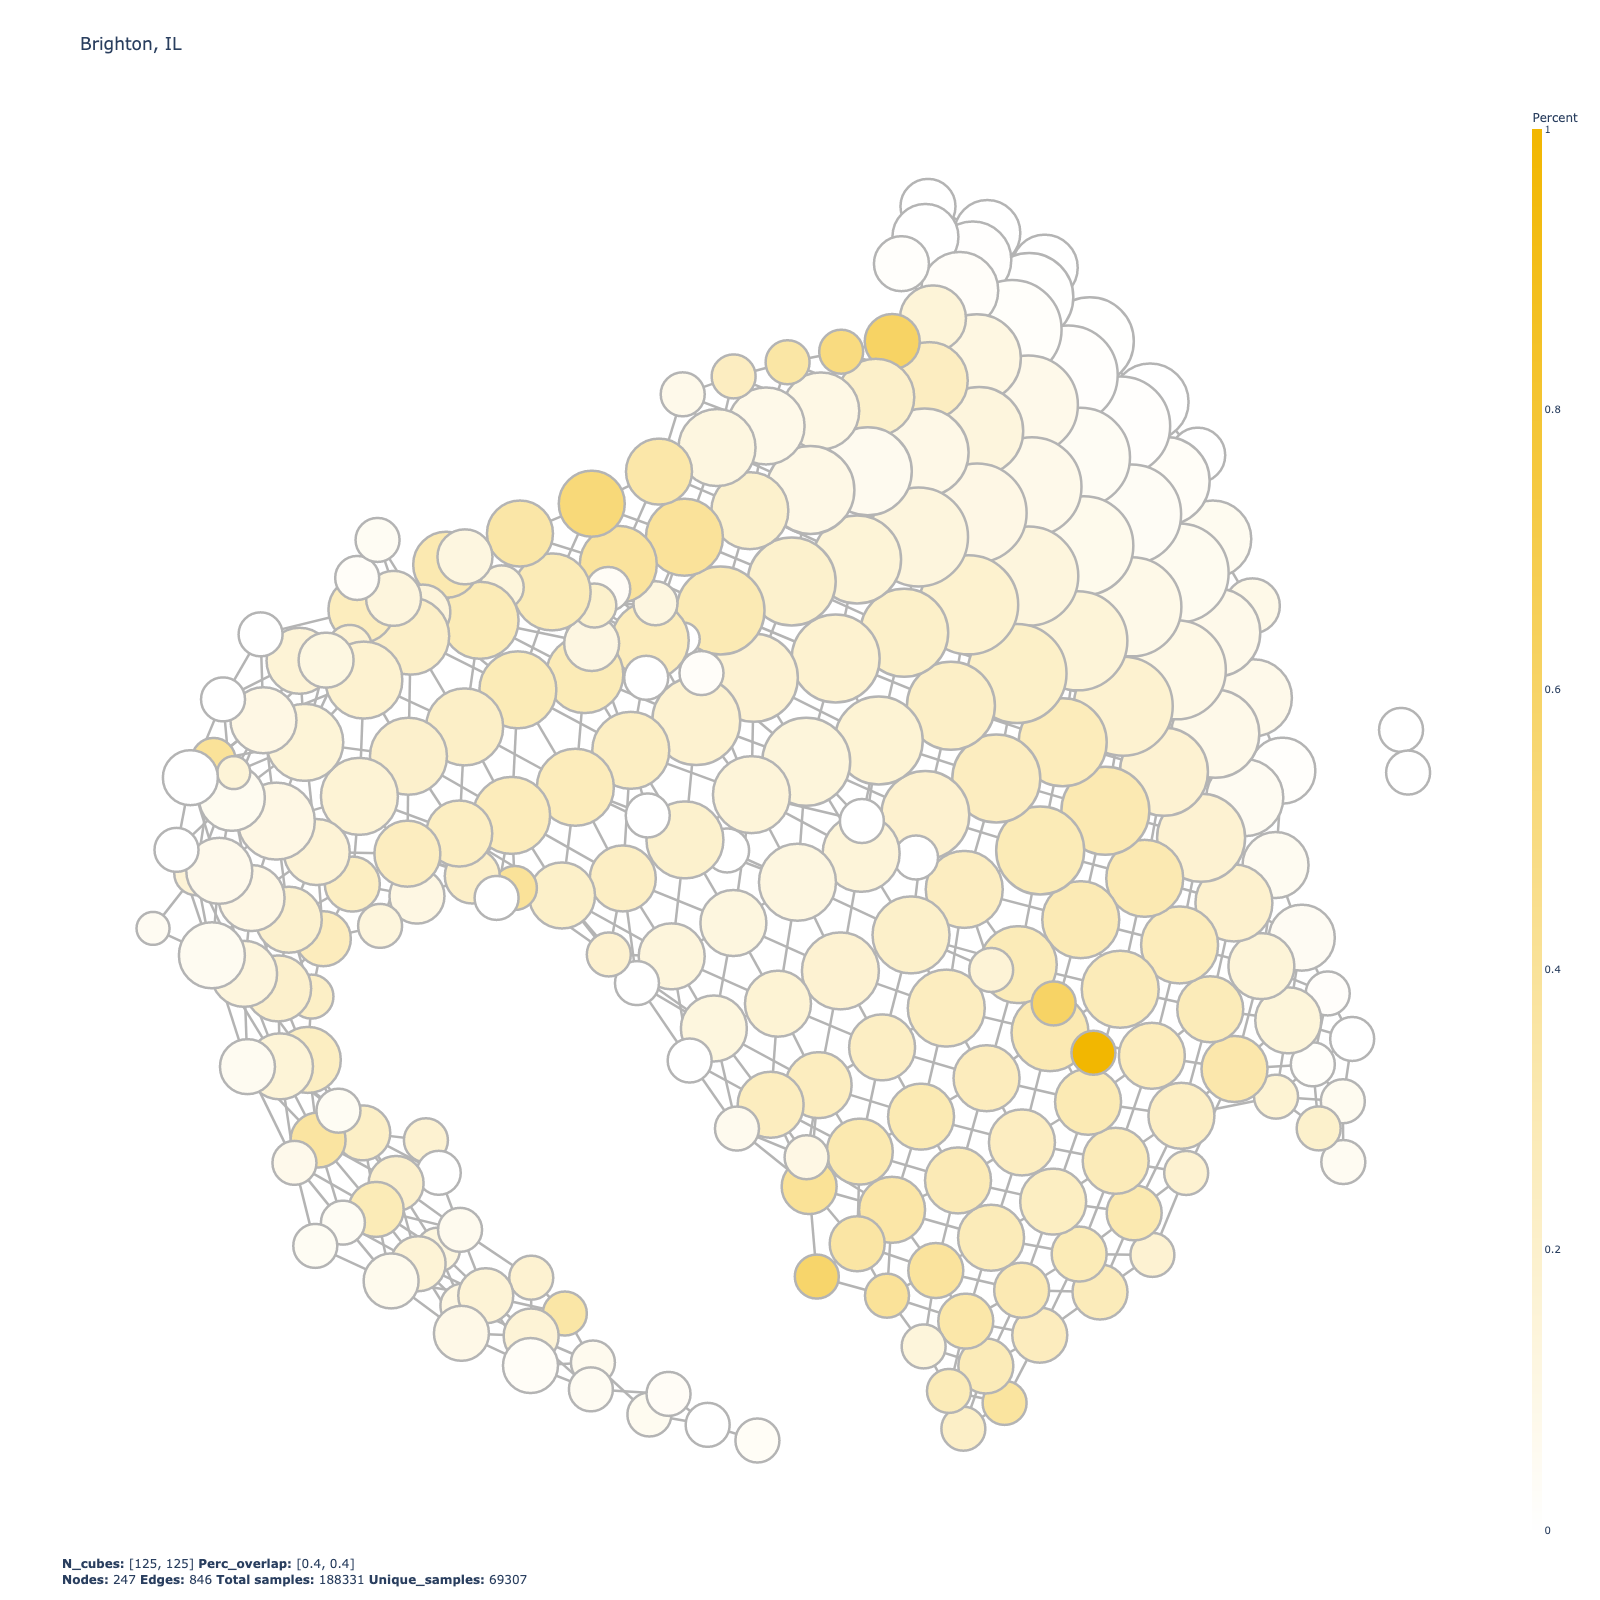 Brighton, IL
Percent
1
0.8
0.6
0.4
0.2
0
N_cubes: [125, 125] Perc_overlap: [0.4, 0.4]
Nodes: 247 Edges: 846 Total samples: 188331 Unique_samples: 69307